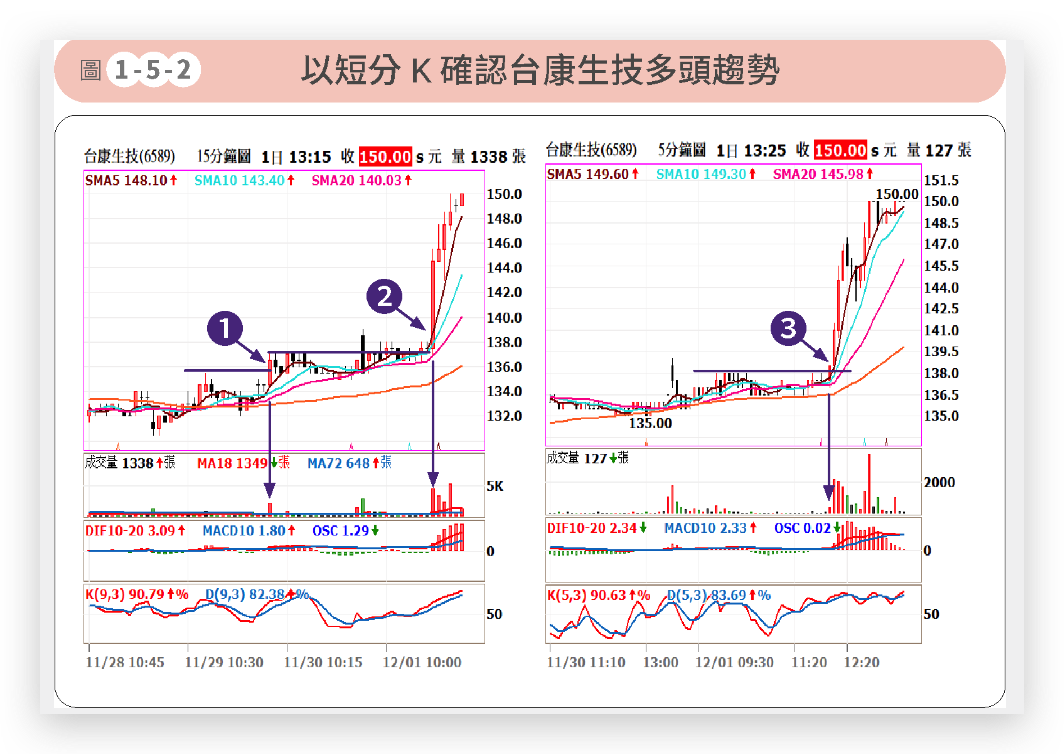 圖 1-5-2 以短分 K 確認台康生技多頭趨勢
台康生技(6589) 15分鐘圖 1日 13:15 收 150.00 s 元 量 1338 張
SMA5 148.10↑ SMA10 143.40↑ SMA20 140.03↑
150.0
148.0
146.0
144.0
142.0
140.0
138.0
136.0
134.0
132.0
1
2
成交量 1338↑張 MA18 1349↓張 MA72 648↑張
5K
DIF10-20 3.09↑ MACD10 1.80↑ OSC 1.29↓
0
K(9,3) 90.79↑% D(9,3) 82.38↑%
50
11/28 10:45 11/29 10:30 11/30 10:15 12/01 10:00
台康生技(6589) 5分鐘圖 1日 13:25 收 150.00 s 元 量 127 張
SMA5 149.60↑ SMA10 149.30↑ SMA20 145.98↑
150.00
151.5
150.0
148.5
147.0
145.5
144.0
142.5
141.0
139.5
138.0
136.5
135.0
3
135.00
成交量 127↓張
2000
DIF10-20 2.34↓ MACD10 2.33↑ OSC 0.02↓
0
K(5,3) 90.63↑% D(5,3) 83.69↑%
50
11/30 11:10 13:00 12/01 09:30 11:20 12:20